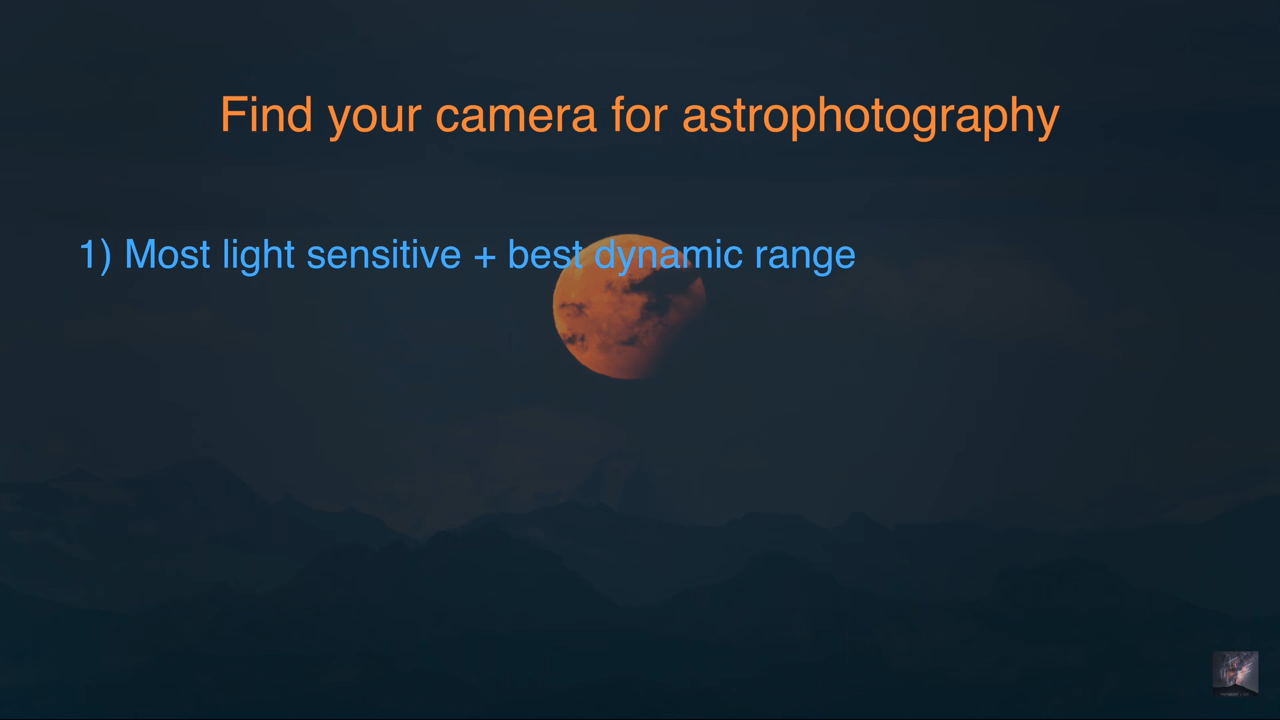 Find your camera for astrophotography
1) Most light sensitive + best dynamic range